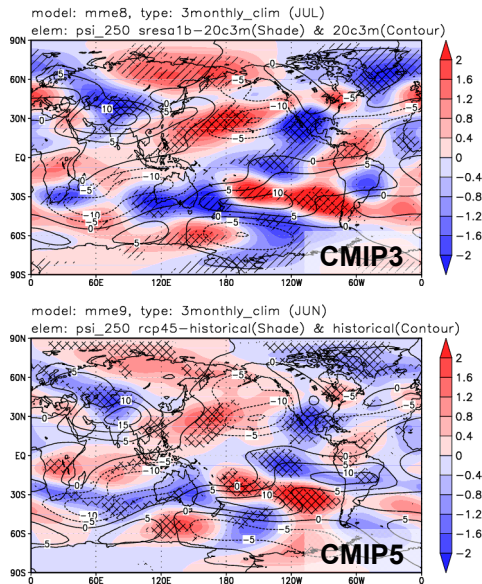 model: mme8, type: 3monthly_clim (JUL)
elem: psi_250 sresa1b-20c3m(Shade) & 20c3m(Contour)
90N
60N
30N
EQ
30S
60S
90S
0 60E 120E 180 120W 60W 0
2
1.6
1.2
0.8
0.4
0
-0.4
-0.8
-1.2
-1.6
-2
CMIP3
model: mme9, type: 3monthly_clim (JUN)
elem: psi_250 rcp45-historical(Shade) & historical(Contour)
90N
60N
30N
EQ
30S
60S
90S
0 60E 120E 180 120W 60W 0
2
1.6
1.2
0.8
0.4
0
-0.4
-0.8
-1.2
-1.6
-2
CMIP5